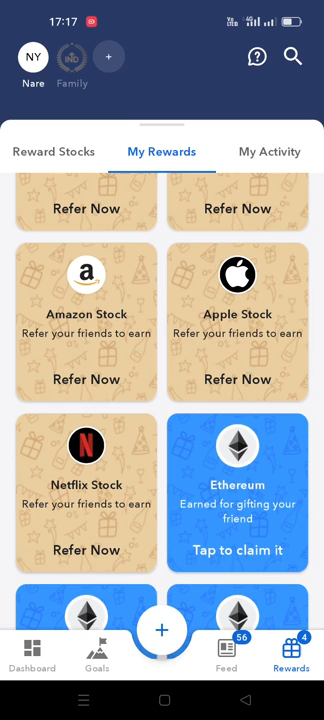 17:17
NY
IND
+
Nare
Family
Reward Stocks
My Rewards
My Activity
Refer Now
Refer Now
Amazon Stock
Refer your friends to earn
Refer Now
Apple Stock
Refer your friends to earn
Refer Now
Netflix Stock
Refer your friends to earn
Refer Now
Ethereum
Earned for gifting your
friend
Tap to claim it
+
56
4
Dashboard
Goals
Feed
Rewards